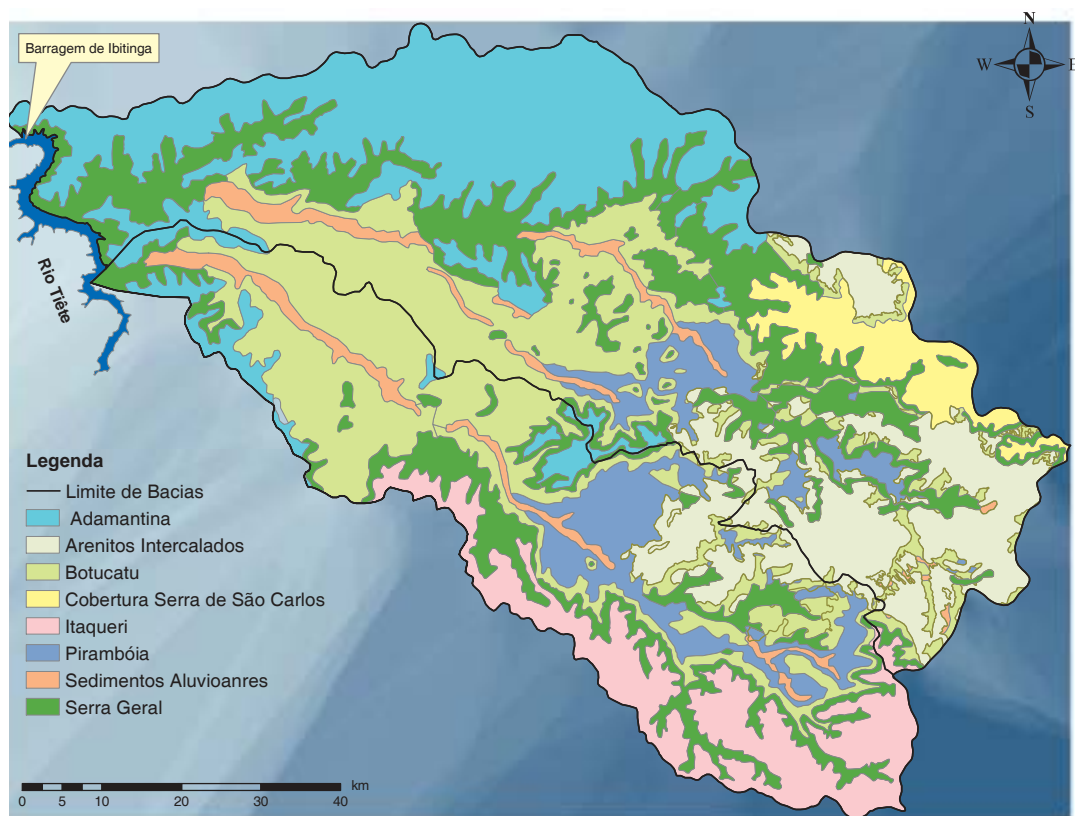 Barragem de Ibitinga
N
W
E
S
Rio Tiête
Legenda
Limite de Bacias
Adamantina
Arenitos Intercalados
Botucatu
Cobertura Serra de São Carlos
Itaqueri
Pirambóia
Sedimentos Aluvioanres
Serra Geral
km
0 5 10 20 30 40